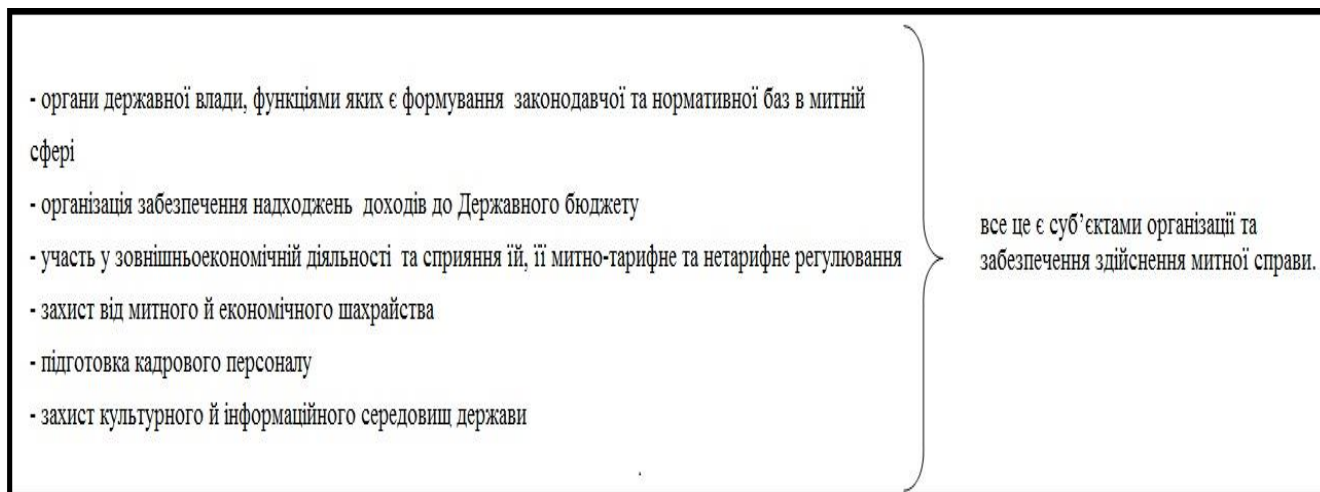 - органи державної влади, функціями яких є формування законодавчої та нормативної баз в митній
сфері
- організація забезпечення надходжень доходів до Державного бюджету
- участь у зовнішньоекономічній діяльності та сприяння їй, її митно-тарифне та нетарифне регулювання
- захист від митного й економічного шахрайства
- підготовка кадрового персоналу
- захист культурного й інформаційного середовищ держави
.
все це є суб’єктами організації та
забезпечення здійснення митної справи.